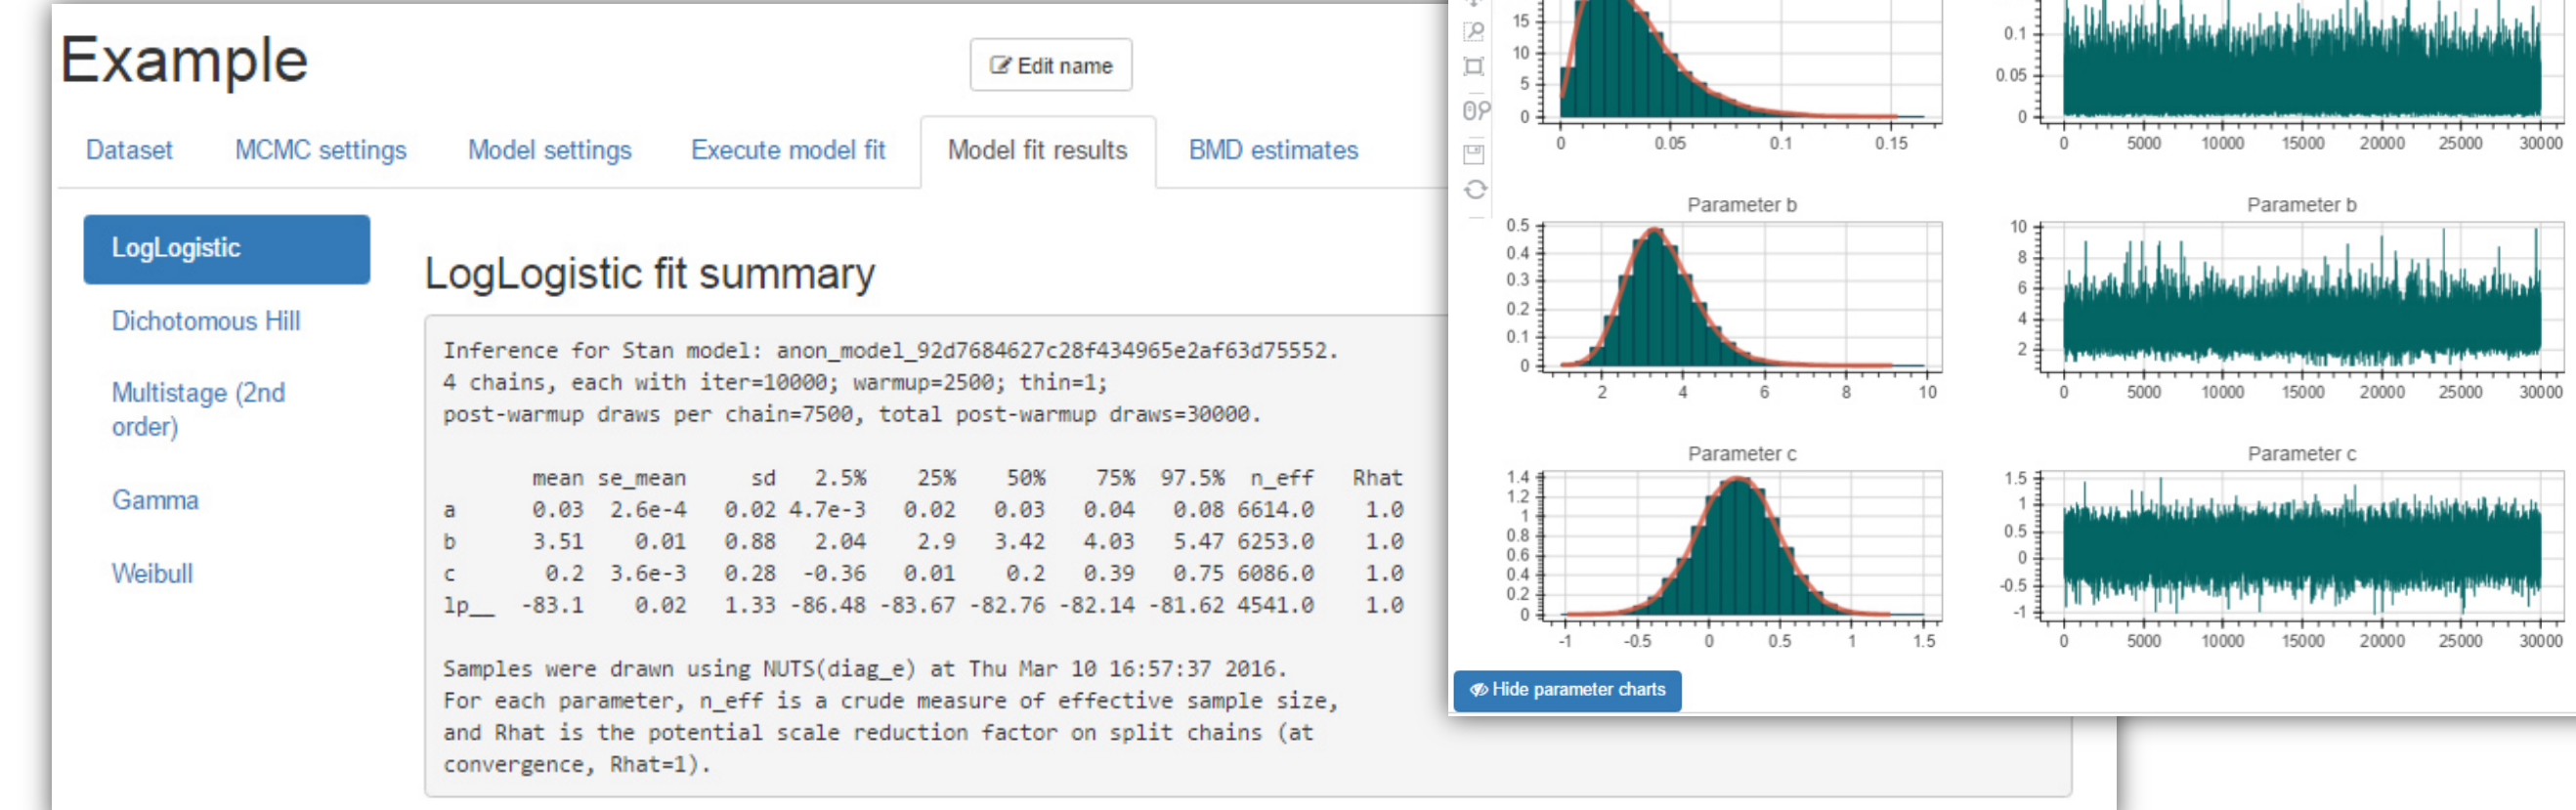 Example
Edit name
Dataset MCMC settings Model settings Execute model fit Model fit results BMD estimates
LogLogistic
Dichotomous Hill
Multistage (2nd
order)
Gamma
Weibull
LogLogistic fit summary
Inference for Stan model: anon_model_92d7684627c28f434965e2af63d75552.
4 chains, each with iter=10000; warmup=2500; thin=1;
post-warmup draws per chain=7500, total post-warmup draws=30000.
mean se_mean sd 2.5% 25% 50% 75% 97.5% n_eff Rhat
a 0.03 2.6e-4 0.02 4.7e-3 0.02 0.03 0.04 0.08 6614.0 1.0
b 3.51 0.01 0.88 2.04 2.9 3.42 4.03 5.47 6253.0 1.0
c 0.2 3.6e-3 0.28 -0.36 0.01 0.2 0.39 0.75 6086.0 1.0
lp__ -83.1 0.02 1.33 -86.48 -83.67 -82.76 -82.14 -81.62 4541.0 1.0
Samples were drawn using NUTS(diag_e) at Thu Mar 10 16:57:37 2016.
For each parameter, n_eff is a crude measure of effective sample size,
and Rhat is the potential scale reduction factor on split chains (at
convergence, Rhat=1).
15
10
5
0
0 0.05 0.1 0.15
0.1
0.05
0
0 5000 10000 15000 20000 25000 30000
Parameter b
0.5
0.4
0.3
0.2
0.1
0
2 4 6 8 10
Parameter b
10
8
6
4
2
0 5000 10000 15000 20000 25000 30000
Parameter c
1.4
1.2
1
0.8
0.6
0.4
0.2
0
-1 -0.5 0 0.5 1 1.5
Parameter c
1.5
1
0.5
0
-0.5
-1
0 5000 10000 15000 20000 25000 30000
Hide parameter charts